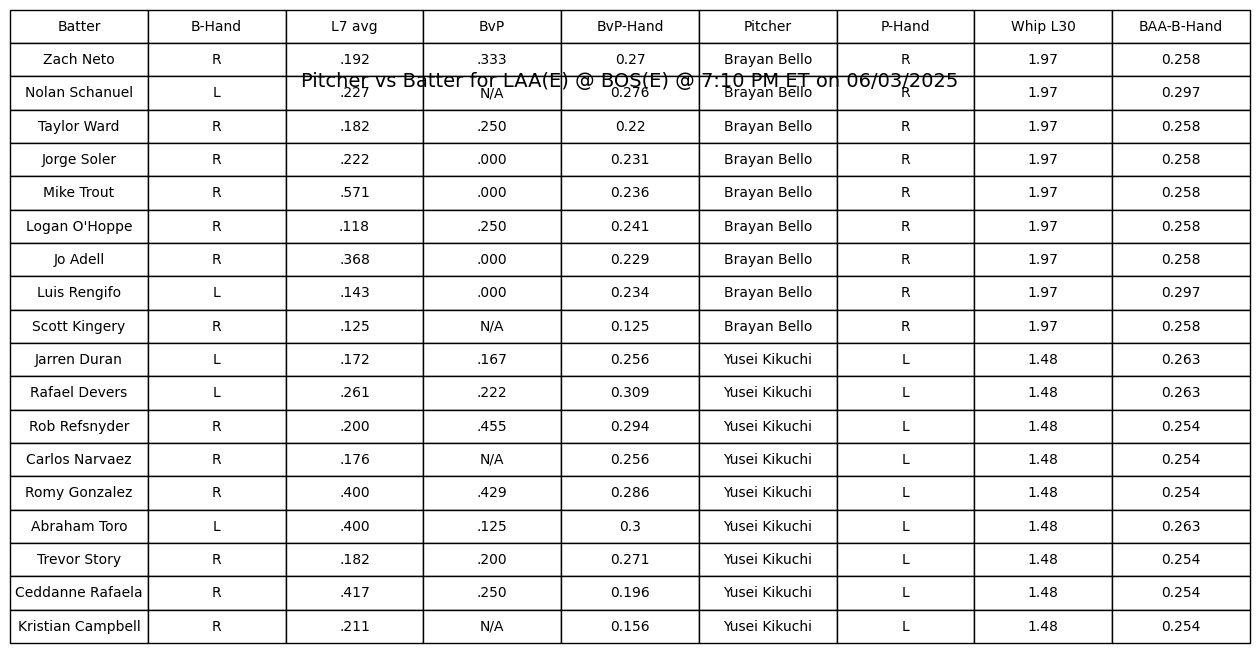 Batter B-Hand L7 avg BvP BvP-Hand Pitcher P-Hand Whip L30 BAA-B-Hand
Zach Neto R .192 .333 0.27 Brayan Bello R 1.97 0.258
Pitcher vs Batter for LAA(E) @ BOS(E) @ 7:10 PM ET on 06/03/2025
Nolan Schanuel L .227 N/A 0.276 Brayan Bello R 1.97 0.297
Taylor Ward R .182 .250 0.22 Brayan Bello R 1.97 0.258
Jorge Soler R .222 .000 0.231 Brayan Bello R 1.97 0.258
Mike Trout R .571 .000 0.236 Brayan Bello R 1.97 0.258
Logan O'Hoppe R .118 .250 0.241 Brayan Bello R 1.97 0.258
Jo Adell R .368 .000 0.229 Brayan Bello R 1.97 0.258
Luis Rengifo L .143 .000 0.234 Brayan Bello R 1.97 0.297
Scott Kingery R .125 N/A 0.125 Brayan Bello R 1.97 0.258
Jarren Duran L .172 .167 0.256 Yusei Kikuchi L 1.48 0.263
Rafael Devers L .261 .222 0.309 Yusei Kikuchi L 1.48 0.263
Rob Refsnyder R .200 .455 0.294 Yusei Kikuchi L 1.48 0.254
Carlos Narvaez R .176 N/A 0.256 Yusei Kikuchi L 1.48 0.254
Romy Gonzalez R .400 .429 0.286 Yusei Kikuchi L 1.48 0.254
Abraham Toro L .400 .125 0.3 Yusei Kikuchi L 1.48 0.263
Trevor Story R .182 .200 0.271 Yusei Kikuchi L 1.48 0.254
Ceddanne Rafaela R .417 .250 0.196 Yusei Kikuchi L 1.48 0.254
Kristian Campbell R .211 N/A 0.156 Yusei Kikuchi L 1.48 0.254